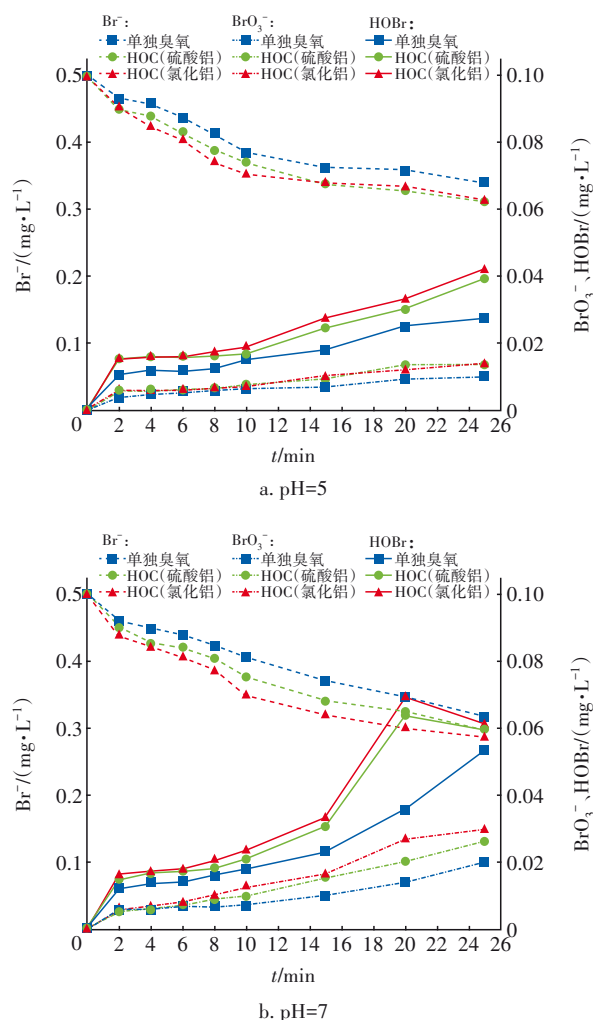 Br⁻： BrO₃⁻： HOBr：
单独臭氧 单独臭氧 单独臭氧
HOC(硫酸铝) HOC(硫酸铝) HOC(硫酸铝)
HOC(氯化铝) HOC(氯化铝) HOC(氯化铝)
0.5 0.10
0.4 0.08
0.3 0.06
0.2 0.04
0.1 0.02
0 0
Br⁻/(mg·L⁻¹)
BrO₃⁻、HOBr/(mg·L⁻¹)
2 4 6 8 10 12 14 16 18 20 22 24 26
t/min
a. pH=5
Br⁻： BrO₃⁻： HOBr：
单独臭氧 单独臭氧 单独臭氧
HOC(硫酸铝) HOC(硫酸铝) HOC(硫酸铝)
HOC(氯化铝) HOC(氯化铝) HOC(氯化铝)
0.5 0.10
0.4 0.08
0.3 0.06
0.2 0.04
0.1 0.02
0 0
Br⁻/(mg·L⁻¹)
BrO₃⁻、HOBr/(mg·L⁻¹)
2 4 6 8 10 12 14 16 18 20 22 24 26
t/min
b. pH=7